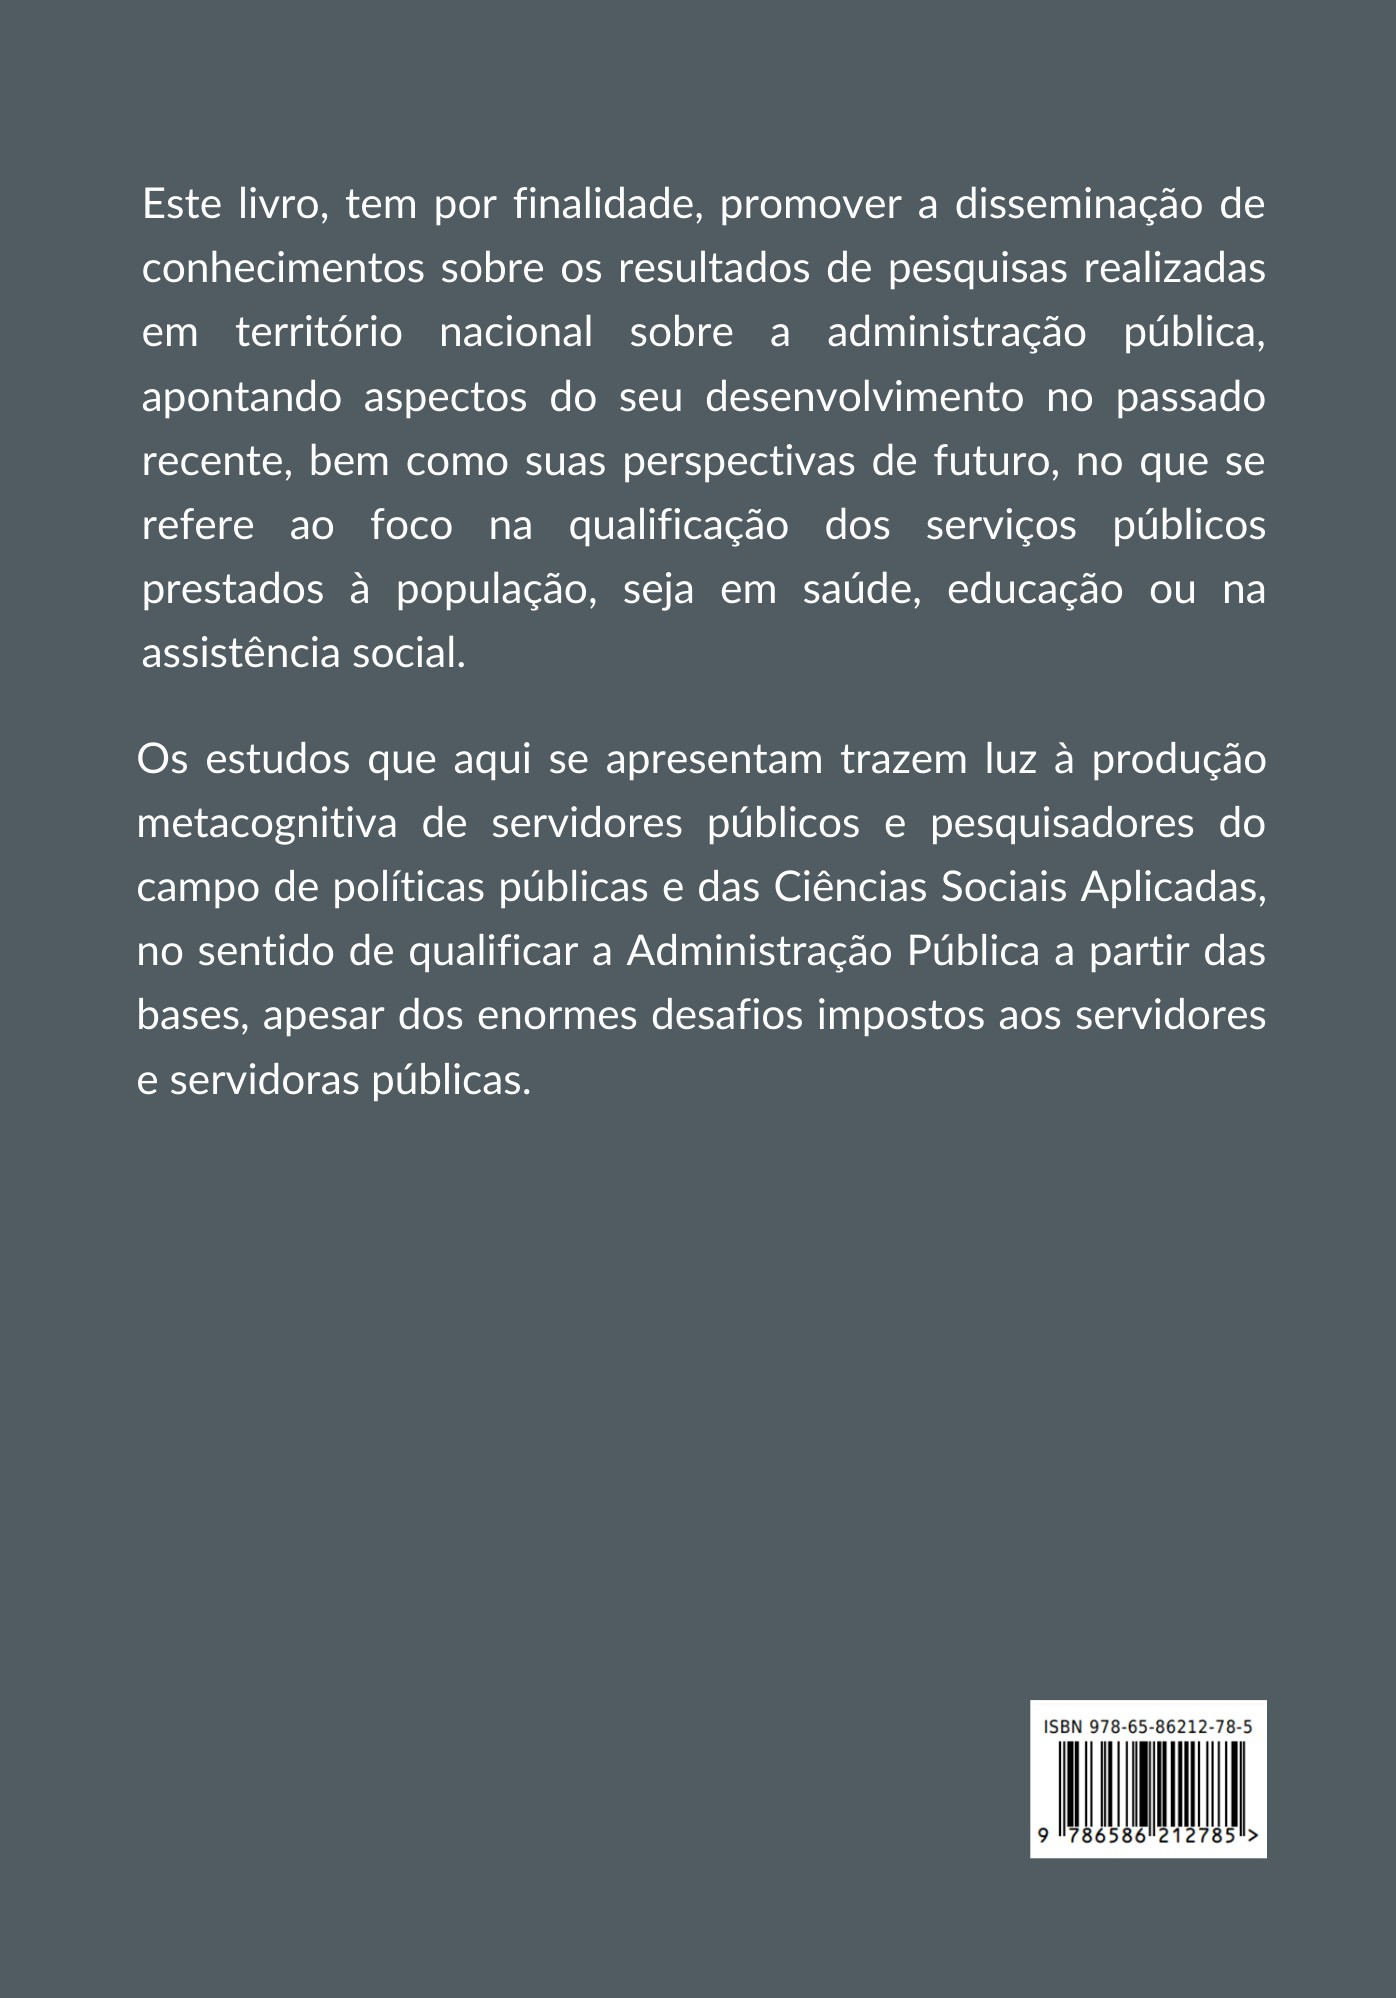 Este livro, tem por finalidade, promover a disseminação de
conhecimentos sobre os resultados de pesquisas realizadas
em território nacional sobre a administração pública,
apontando aspectos do seu desenvolvimento no passado
recente, bem como suas perspectivas de futuro, no que se
refere ao foco na qualificação dos serviços públicos
prestados à população, seja em saúde, educação ou na
assistência social.
Os estudos que aqui se apresentam trazem luz à produção
metacognitiva de servidores públicos e pesquisadores do
campo de políticas públicas e das Ciências Sociais Aplicadas,
no sentido de qualificar a Administração Pública a partir das
bases, apesar dos enormes desafios impostos aos servidores
e servidoras públicas.
ISBN 978-65-86212-78-5
9 786586 212785 >